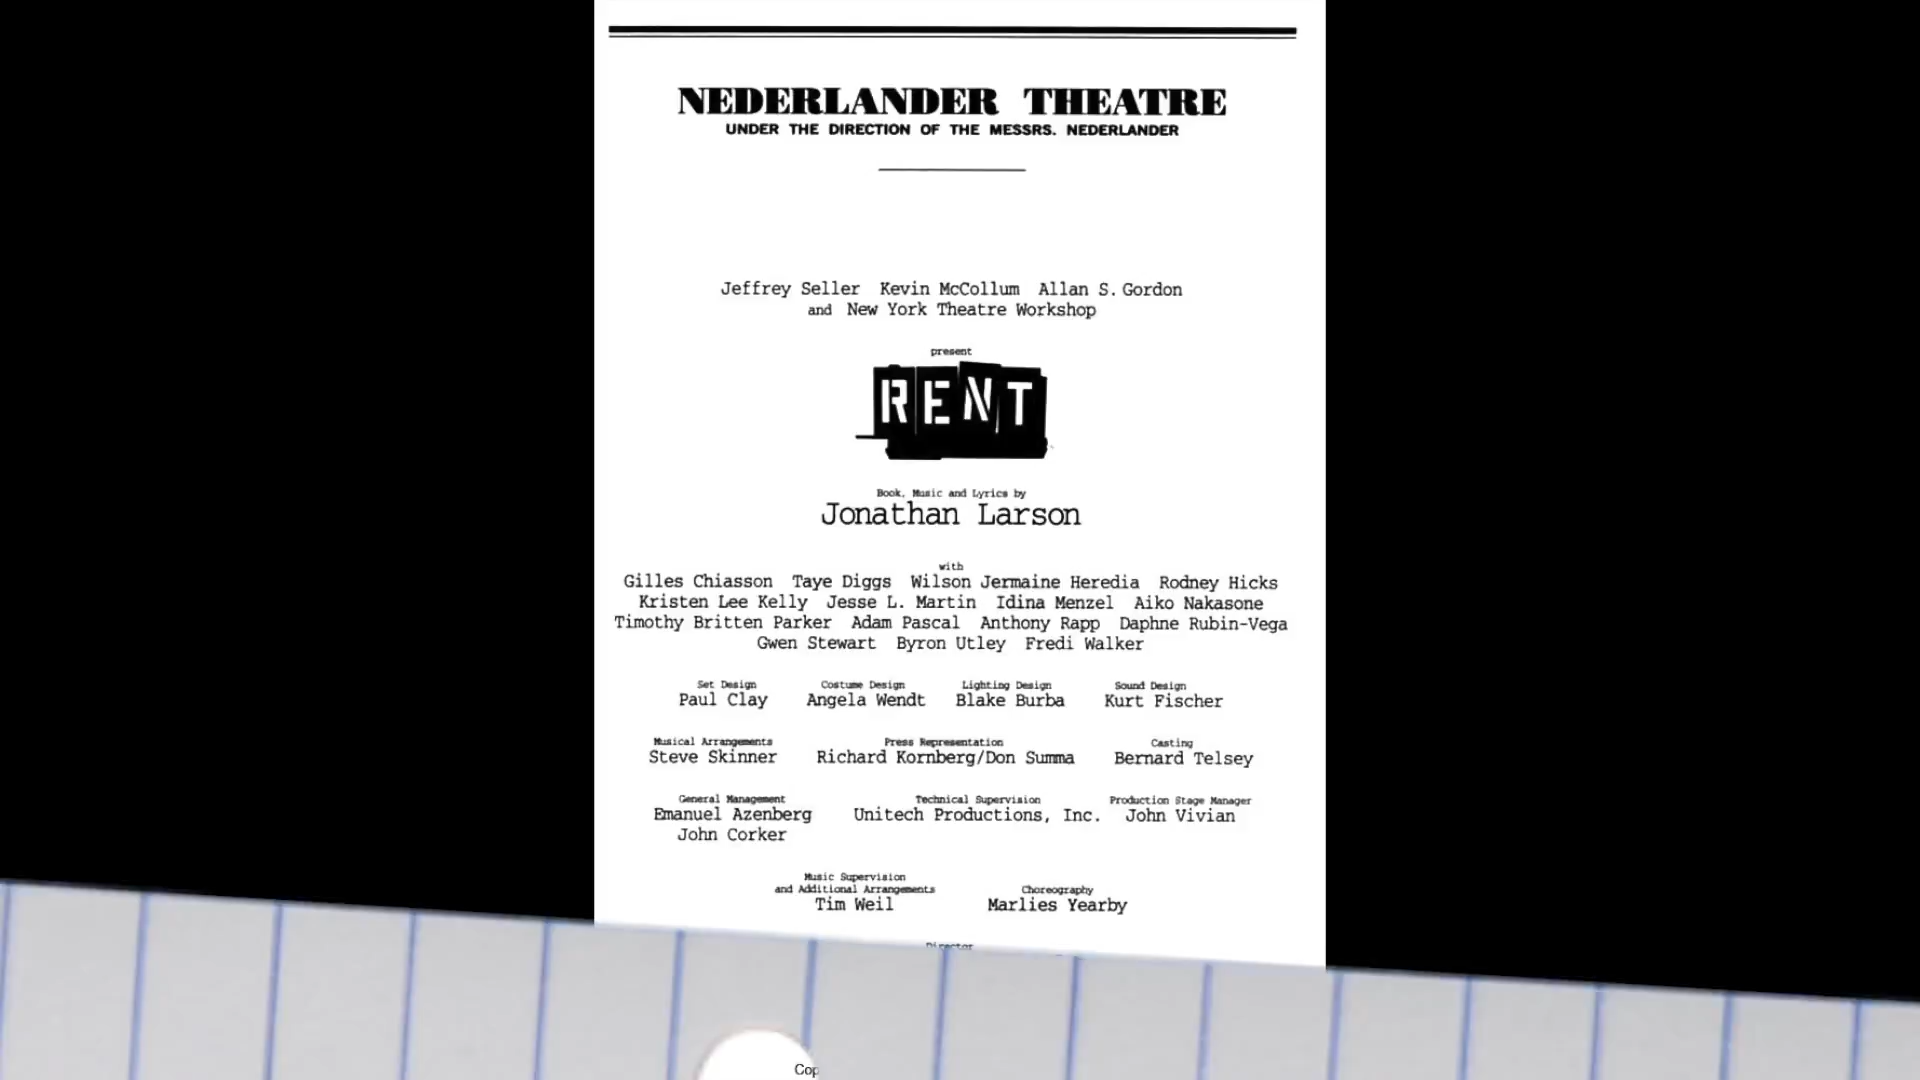 NEDERLANDER THEATRE
UNDER THE DIRECTION OF THE MESSRS. NEDERLANDER
Jeffrey Seller Kevin McCollum Allan S. Gordon
and New York Theatre Workshop
present
RENT
Book, Music and Lyrics by
Jonathan Larson
with
Gilles Chiasson Taye Diggs Wilson Jermaine Heredia Rodney Hicks
Kristen Lee Kelly Jesse L. Martin Idina Menzel Aiko Nakasone
Timothy Britten Parker Adam Pascal Anthony Rapp Daphne Rubin-Vega
Gwen Stewart Byron Utley Fredi Walker
Set Design Costume Design Lighting Design Sound Design
Paul Clay Angela Wendt Blake Burba Kurt Fischer
Musical Arrangements Press Representation Casting
Steve Skinner Richard Kornberg/Don Summa Bernard Telsey
General Management Technical Supervision Production Stage Manager
Emanuel Azenberg Unitech Productions, Inc. John Vivian
John Corker
Music Supervision
and Additional Arrangements Choreography
Tim Weil Marlies Yearby
Director
Cop